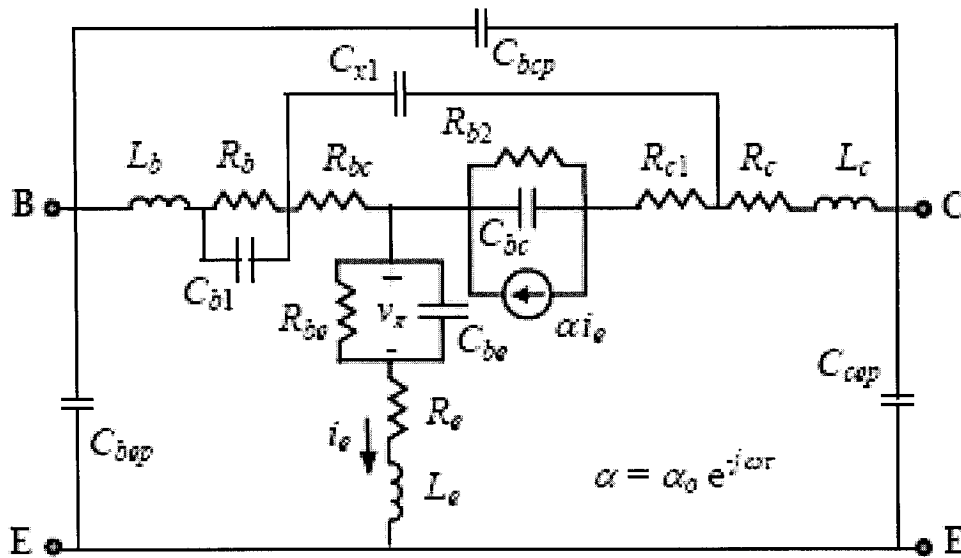 C_bcp
C_x1
R_b2
L_b R_b R_bc R_c1 R_c L_c
B C
C_bc
C_b1
R_be v_x C_be αi_e
C_cep
C_bep
R_e
i_e
α = α_o e^-jωτ
L_e
E E